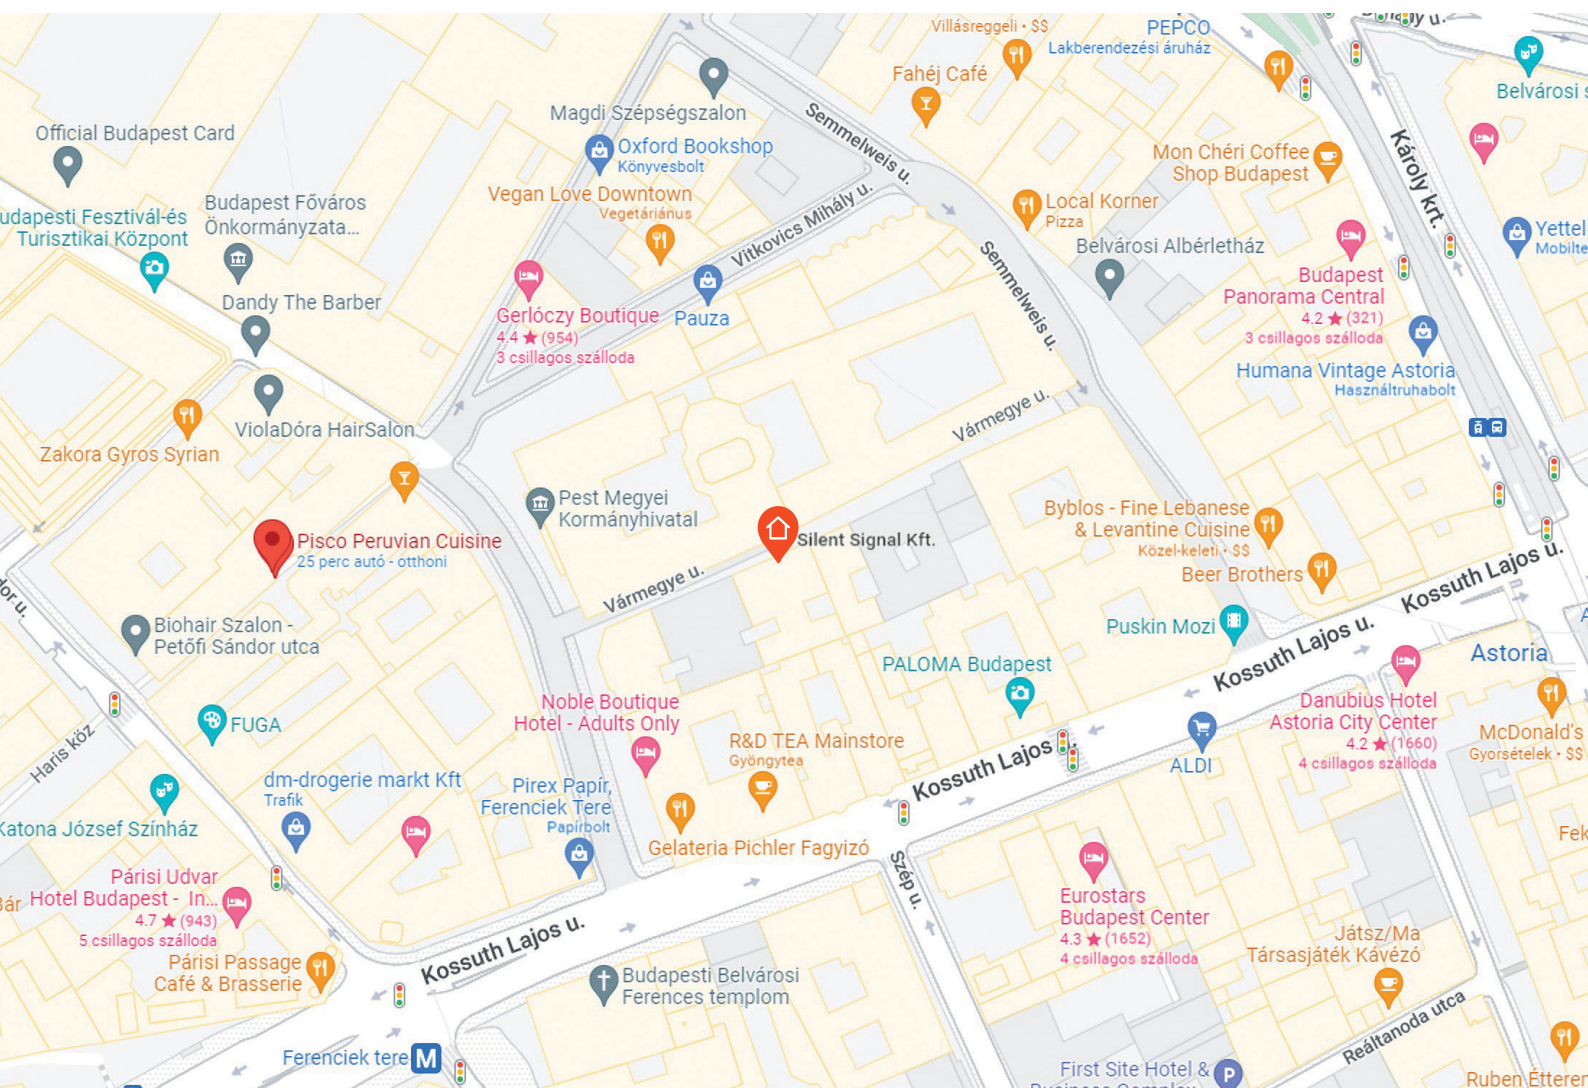 Villásreggeli · $$
PEPCO
Lakberendezési áruház
Fahéj Café
Belvárosi
Magdi Szépségszalon
Semmelweis u.
Károly krt.
Official Budapest Card
Oxford Bookshop
Könyvesbolt
Mon Chéri Coffee
Shop Budapest
Vegan Love Downtown
Vegetáriánus
Vitkovics Mihály u.
Budapest Főváros
Önkormányzata...
udapesti Fesztivál-és
Turisztikai Központ
Local Korner
Pizza
Yettel
Mobilte
Belvárosi Albérletház
Semmelweis u.
Budapest
Panorama Central
4.2 ★ (321)
3 csillagos szálloda
Dandy The Barber
Gerlóczy Boutique
4.4 ★ (954)
3 csillagos szálloda
Pauza
Humana Vintage Astoria
Használtruhabolt
ViolaDóra HairSalon
Vármegye u.
Zakora Gyros Syrian
Pest Megyei
Kormányhivatal
Byblos - Fine Lebanese
& Levantine Cuisine
Közel-keleti · $$
Silent Signal Kft.
Pisco Peruvian Cuisine
25 perc autó - otthoni
Beer Brothers
Kossuth Lajos u.
Vármegye u.
dor u.
Biohair Szalon -
Petőfi Sándor utca
Puskin Mozi
Kossuth Lajos u.
Astoria
PALOMA Budapest
Noble Boutique
Hotel - Adults Only
Danubius Hotel
Astoria City Center
4.2 ★ (1660)
4 csillagos szálloda
FUGA
Haris köz
R&D TEA Mainstore
Gyöngytea
McDonald's
Gyorsételek · $$
Kossuth Lajos u.
ALDI
dm-drogerie markt Kft
Trafik
Pirex Papír,
Ferenciek Tere
Papírbolt
Katona József Színház
Gelateria Pichler Fagyizó
Fek
Szép u.
Párisi Udvar
Hotel Budapest - In...
4.7 ★ (943)
5 csillagos szálloda
Bár
Eurostars
Budapest Center
4.3 ★ (1652)
4 csillagos szálloda
Játsz/Ma
Társasjáték Kávézó
Kossuth Lajos u.
Párisi Passage
Café & Brasserie
Budapesti Belvárosi
Ferences templom
Reáltanoda utca
Ferenciek tere M
First Site Hotel &
P
Ruben Étterem